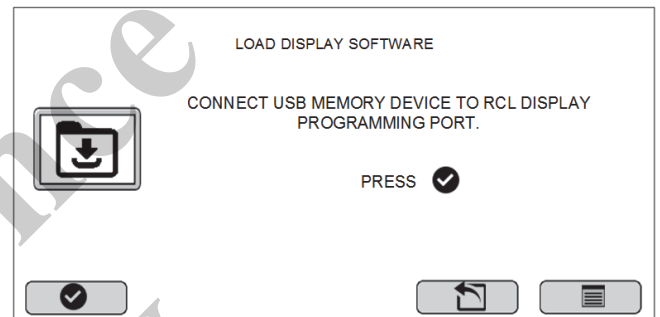 LOAD DISPLAY SOFTWARE
CONNECT USB MEMORY DEVICE TO RCL DISPLAY
PROGRAMMING PORT.
PRESS